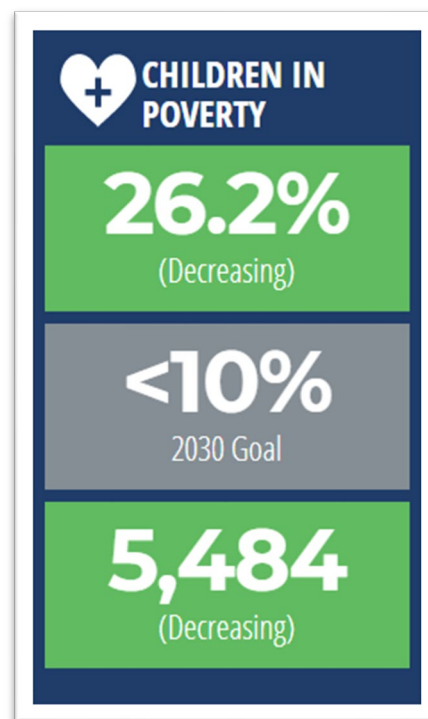 CHILDREN IN
POVERTY
26.2%
(Decreasing)
<10%
2030 Goal
5,484
(Decreasing)